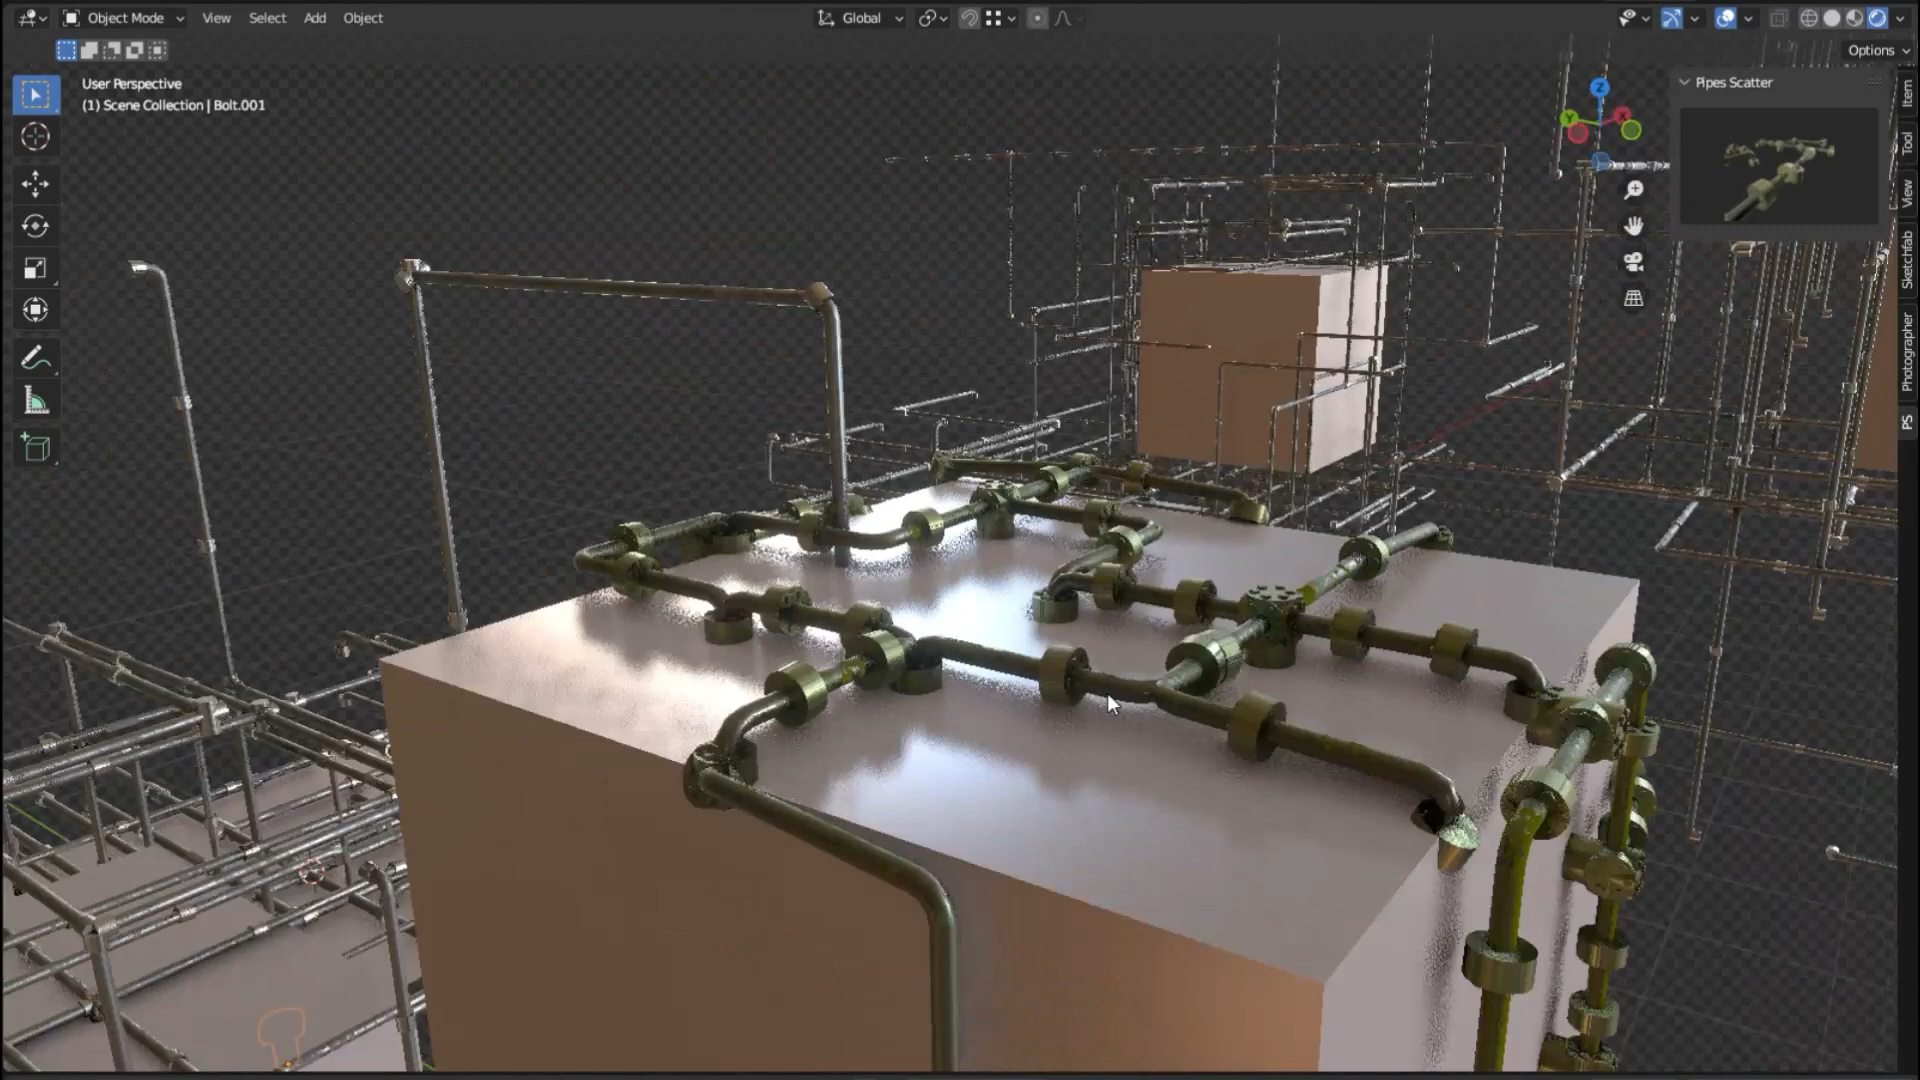 Object Mode
View
Select
Add
Object
Global
Options
User Perspective
(1) Scene Collection | Bolt.001
Pipes Scatter
Z
Y
X
Item
Tool
View
Sketchfab
Photographer
PS